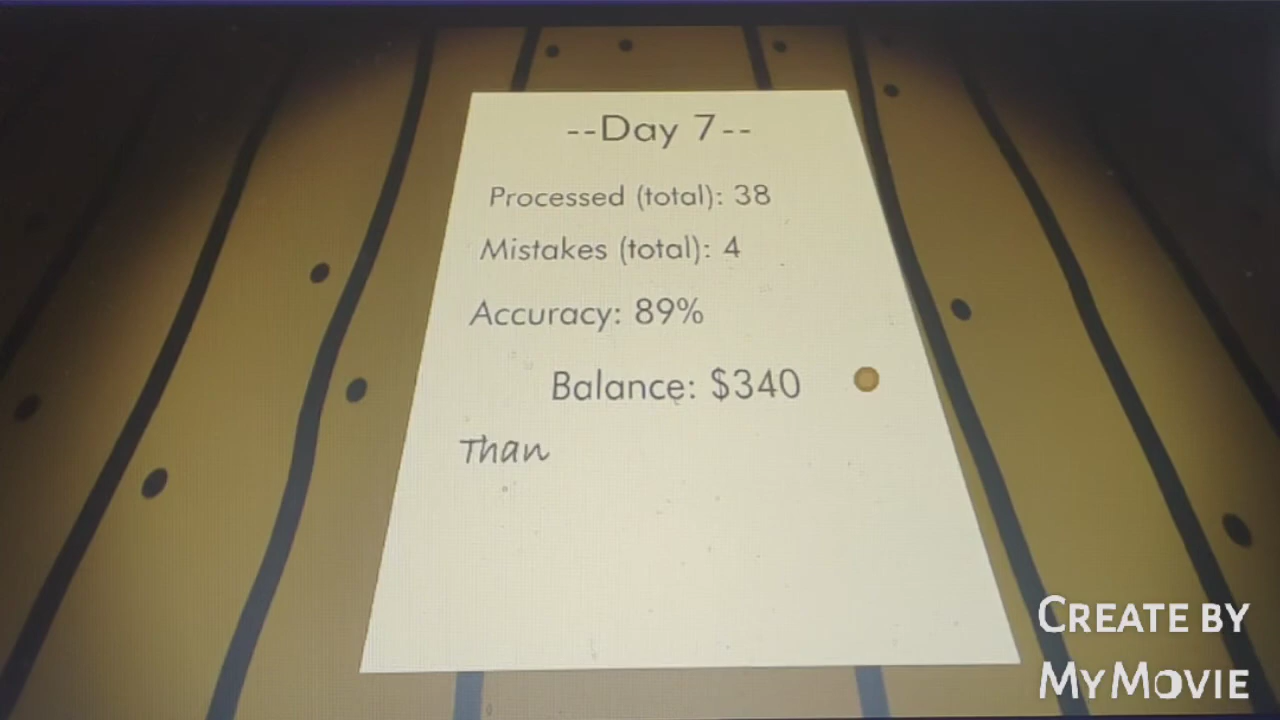 --Day 7--
Processed (total): 38
Mistakes (total): 4
Accuracy: 89%
Balance: $340
Than
CREATE BY
MYMOVIE